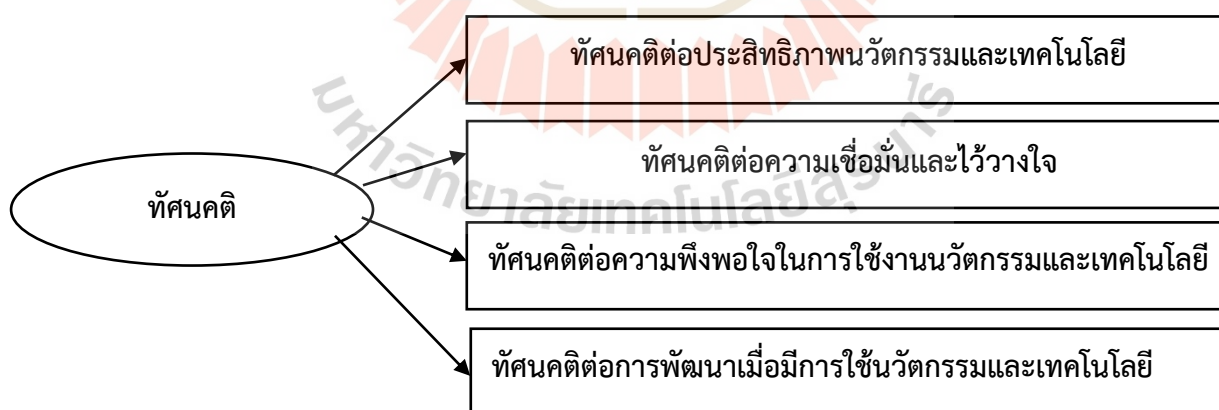 ทัศนคติต่อประสิทธิภาพนวัตกรรมและเทคโนโลยี
ทัศนคติต่อความเชื่อมั่นและไว้วางใจ
ทัศนคติ
ทัศนคติต่อความพึงพอใจในการใช้งานนวัตกรรมและเทคโนโลยี
ทัศนคติต่อการพัฒนาเมื่อมีการใช้นวัตกรรมและเทคโนโลยี